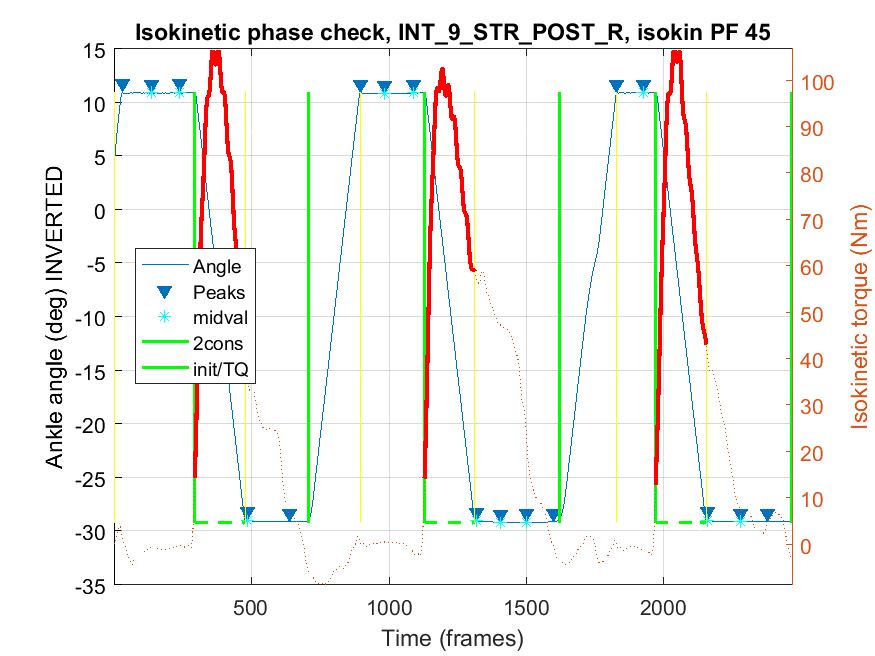 Isokinetic phase check, INT_9_STR_POST_R, isokin PF 45
15
10
5
0
-5
-10
-15
-20
-25
-30
-35
Ankle angle (deg) INVERTED
Angle
Peaks
midval
2cons
init/TQ
100
90
80
70
60
50
40
30
20
10
0
Isokinetic torque (Nm)
500
1000
1500
2000
Time (frames)